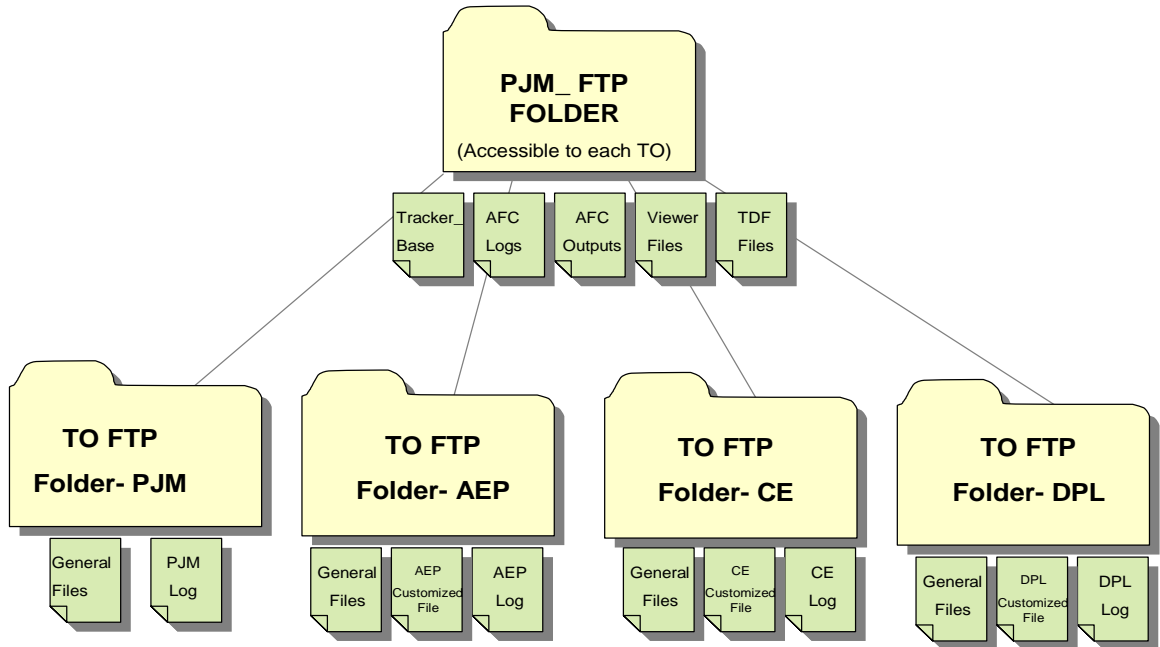 PJM_ FTP
FOLDER
(Accessible to each TO)
Tracker_
Base
AFC
Logs
AFC
Outputs
Viewer
Files
TDF
Files
TO FTP
Folder- PJM
TO FTP
Folder- AEP
TO FTP
Folder- CE
TO FTP
Folder- DPL
General
Files
PJM
Log
General
Files
AEP
Customized
File
AEP
Log
General
Files
CE
Customized
File
CE
Log
General
Files
DPL
Customized
File
DPL
Log